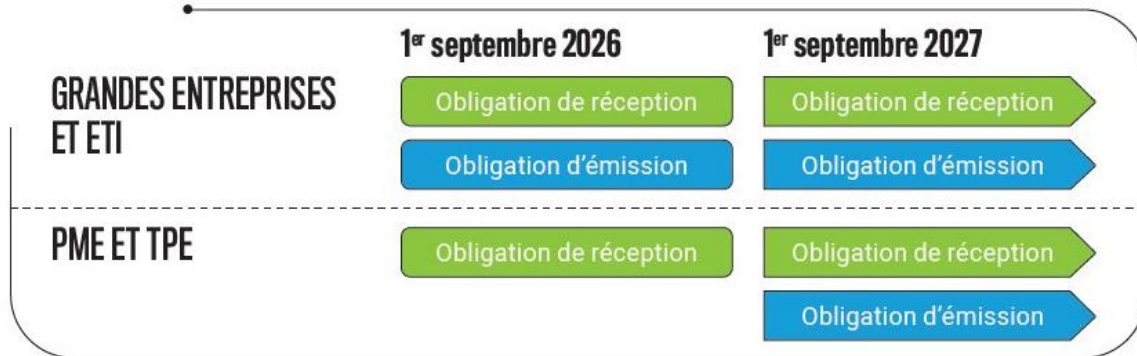 1er septembre 2026 1er septembre 2027
GRANDES ENTREPRISES
ET ETI
Obligation de réception Obligation de réception
Obligation d'émission Obligation d'émission
PME ET TPE
Obligation de réception Obligation de réception
Obligation d'émission